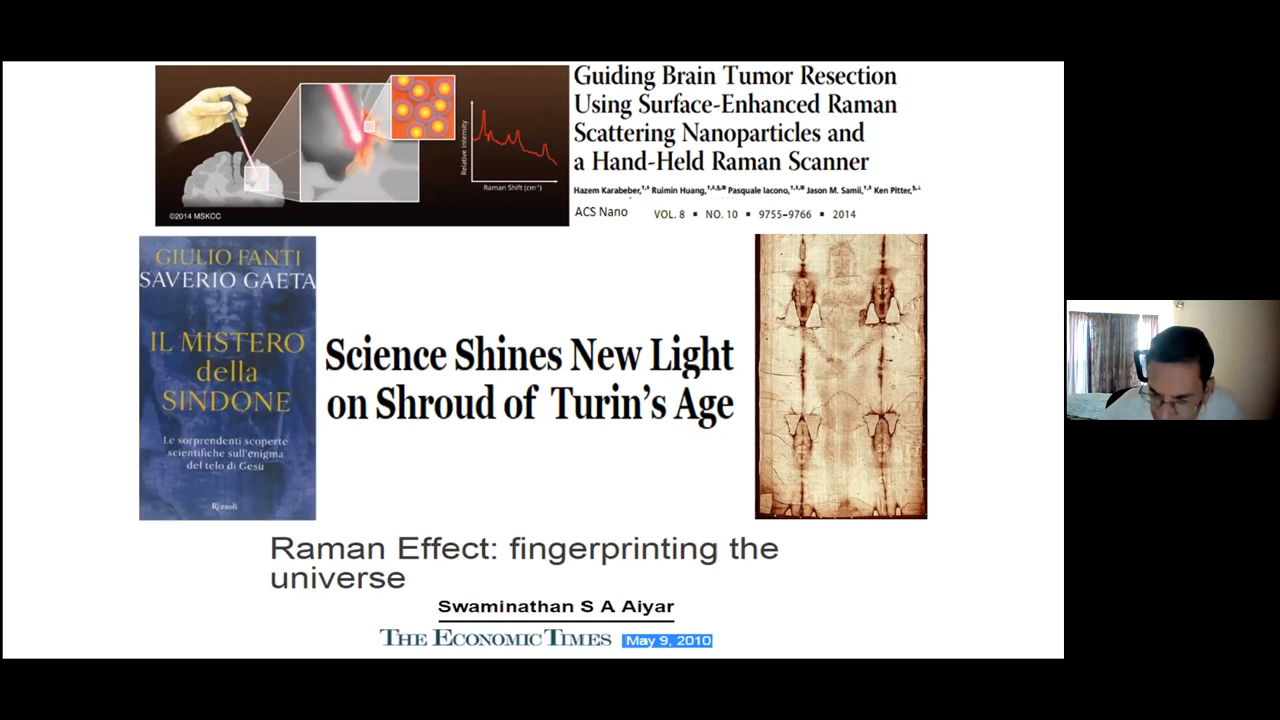 Guiding Brain Tumor Resection
Using Surface-Enhanced Raman
Scattering Nanoparticles and
a Hand-Held Raman Scanner
Hazem Karabeber, Ruimin Huang, Pasquale Iacono, Jason M. Samii, Ken Pitter,
ACS Nano VOL. 8 ▪ NO. 10 ▪ 9755–9766 ▪ 2014
Relative Intensity
Raman Shift (cm⁻¹)
©2014 MSKCC
GIULIO FANTI
SAVERIO GAETA
IL MISTERO
della
SINDONE
Le sorprendenti scoperte
scientifiche sull'enigma
del telo di Gesù
Rizzoli
Science Shines New Light
on Shroud of Turin's Age
Raman Effect: fingerprinting the
universe
Swaminathan S A Aiyar
THE ECONOMIC TIMES May 9, 2010